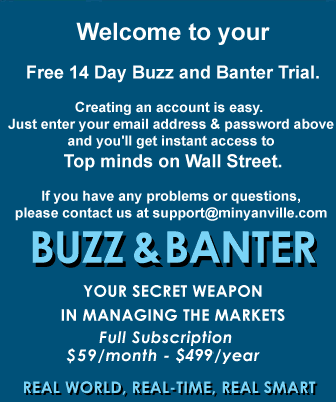 Welcome to your
Free 14 Day Buzz and Banter Trial.
Creating an account is easy.
Just enter your email address & password above
and you'll get instant access to
Top minds on Wall Street.
If you have any problems or questions,
please contact us at support@minyanville.com
BUZZ & BANTER
YOUR SECRET WEAPON
IN MANAGING THE MARKETS
Full Subscription
$59/month - $499/year
REAL WORLD, REAL-TIME, REAL SMART